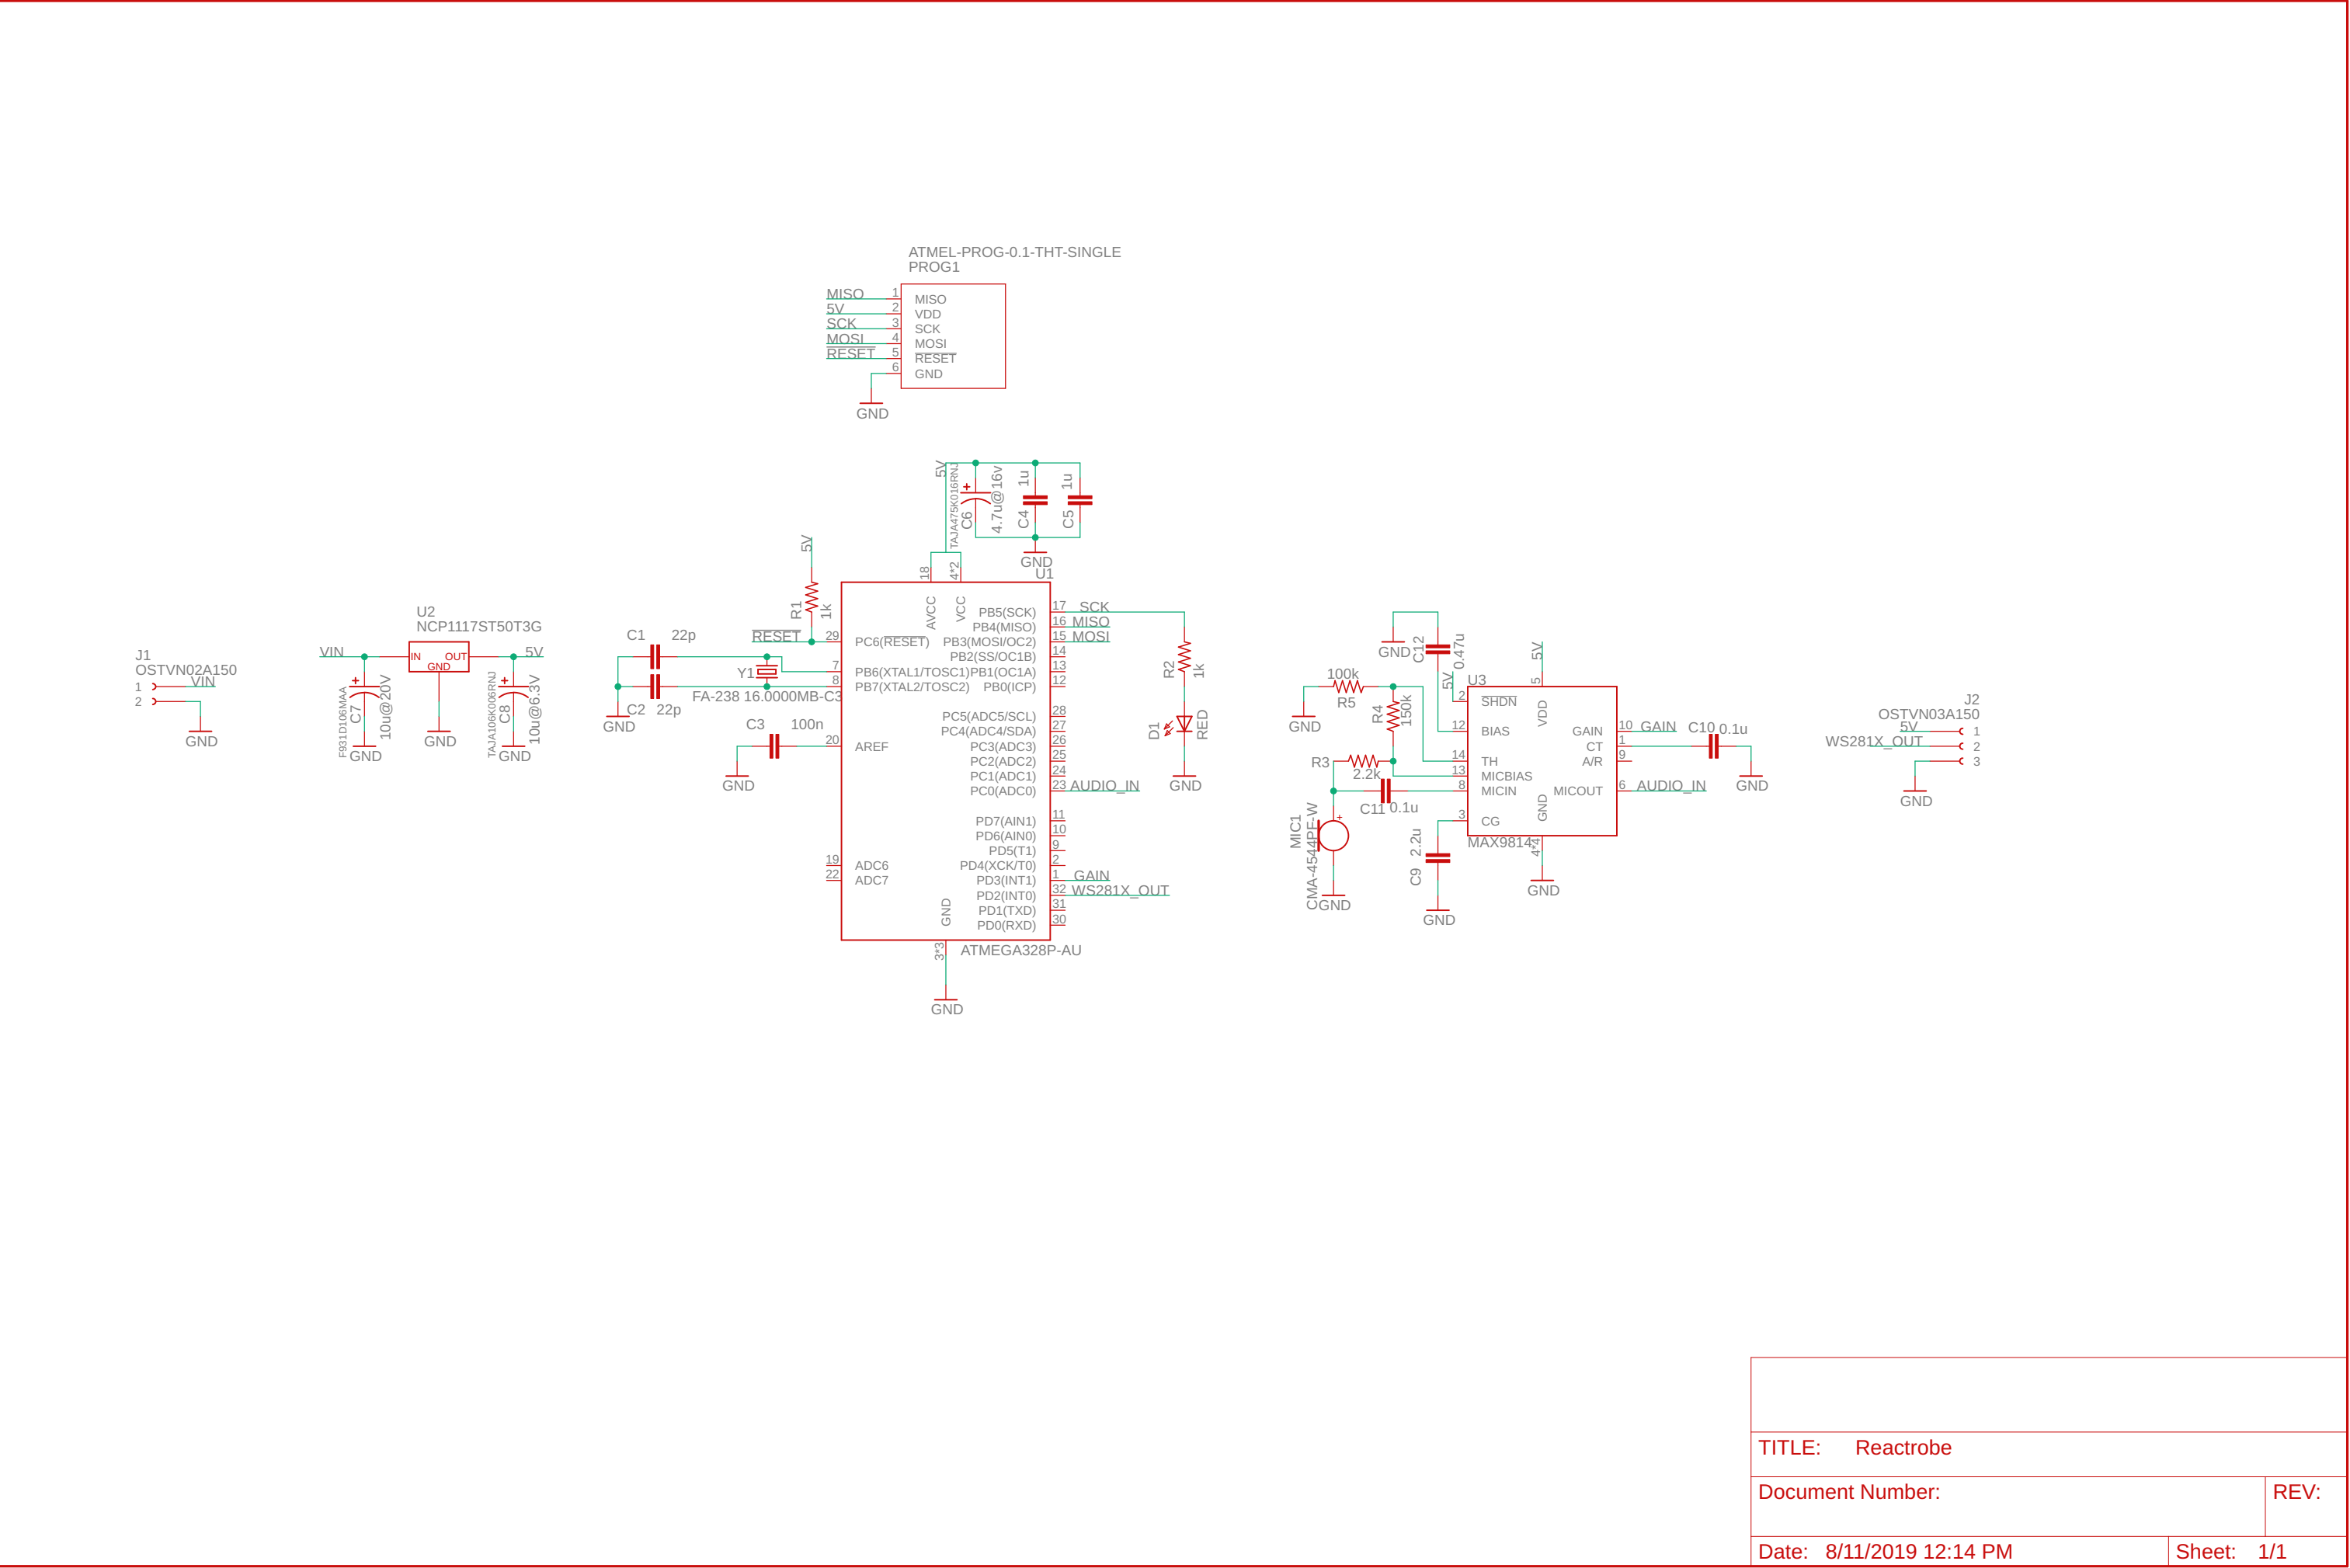 ATMEL-PROG-0.1-THT-SINGLE
PROG1
MISO 1 MISO
5V 2 VDD
SCK 3 SCK
MOSI 4 MOSI
RESET 5 RESET
6 GND
GND
5V
TAJA475K016RNJ
C6
4.7u@16v
C4
1u
C5
1u
GND
U1
5V
R1
1k
18
4*2
AVCC
VCC
RESET 29 PC6(RESET)
7 PB6(XTAL1/TOSC1)
8 PB7(XTAL2/TOSC2)
20 AREF
19 ADC6
22 ADC7
PB5(SCK) 17 SCK
PB4(MISO) 16 MISO
PB3(MOSI/OC2) 15 MOSI
PB2(SS/OC1B) 14
PB1(OC1A) 13
PB0(ICP) 12
PC5(ADC5/SCL) 28
PC4(ADC4/SDA) 27
PC3(ADC3) 26
PC2(ADC2) 25
PC1(ADC1) 24
PC0(ADC0) 23 AUDIO_IN
PD7(AIN1) 11
PD6(AIN0) 10
PD5(T1) 9
PD4(XCK/T0) 2
PD3(INT1) 1 GAIN
PD2(INT0) 32 WS281X_OUT
PD1(TXD) 31
PD0(RXD) 30
GND
3*3
ATMEGA328P-AU
GND
J1
OSTVN02A150
1 VIN
2
GND
U2
NCP1117ST50T3G
VIN
IN OUT
GND
5V
F931D106MAA
C7
10u@20V
GND
GND
TAJA106K006RNJ
C8
10u@6.3V
GND
C1 22p
Y1
FA-238 16.0000MB-C3
C2 22p
GND
C3 100n
GND
R2
1k
D1
RED
GND
GND
C12
0.47u
5V
100k
R5
GND
R4
150k
R3
2.2k
C11 0.1u
MIC1
CMA-4544PF-W
GND
C9
2.2u
GND
U3
5V
5
VDD
2 SHDN
12 BIAS
14 TH
13 MICBIAS
8 MICIN
3 CG
GAIN 10 GAIN
CT 1
A/R 9
MICOUT 6 AUDIO_IN
GND
MAX9814
4*4
GND
C10 0.1u
GND
J2
OSTVN03A150
5V 1
WS281X_OUT 2
3
GND
TITLE: Reactrobe
Document Number:
REV:
Date: 8/11/2019 12:14 PM
Sheet: 1/1